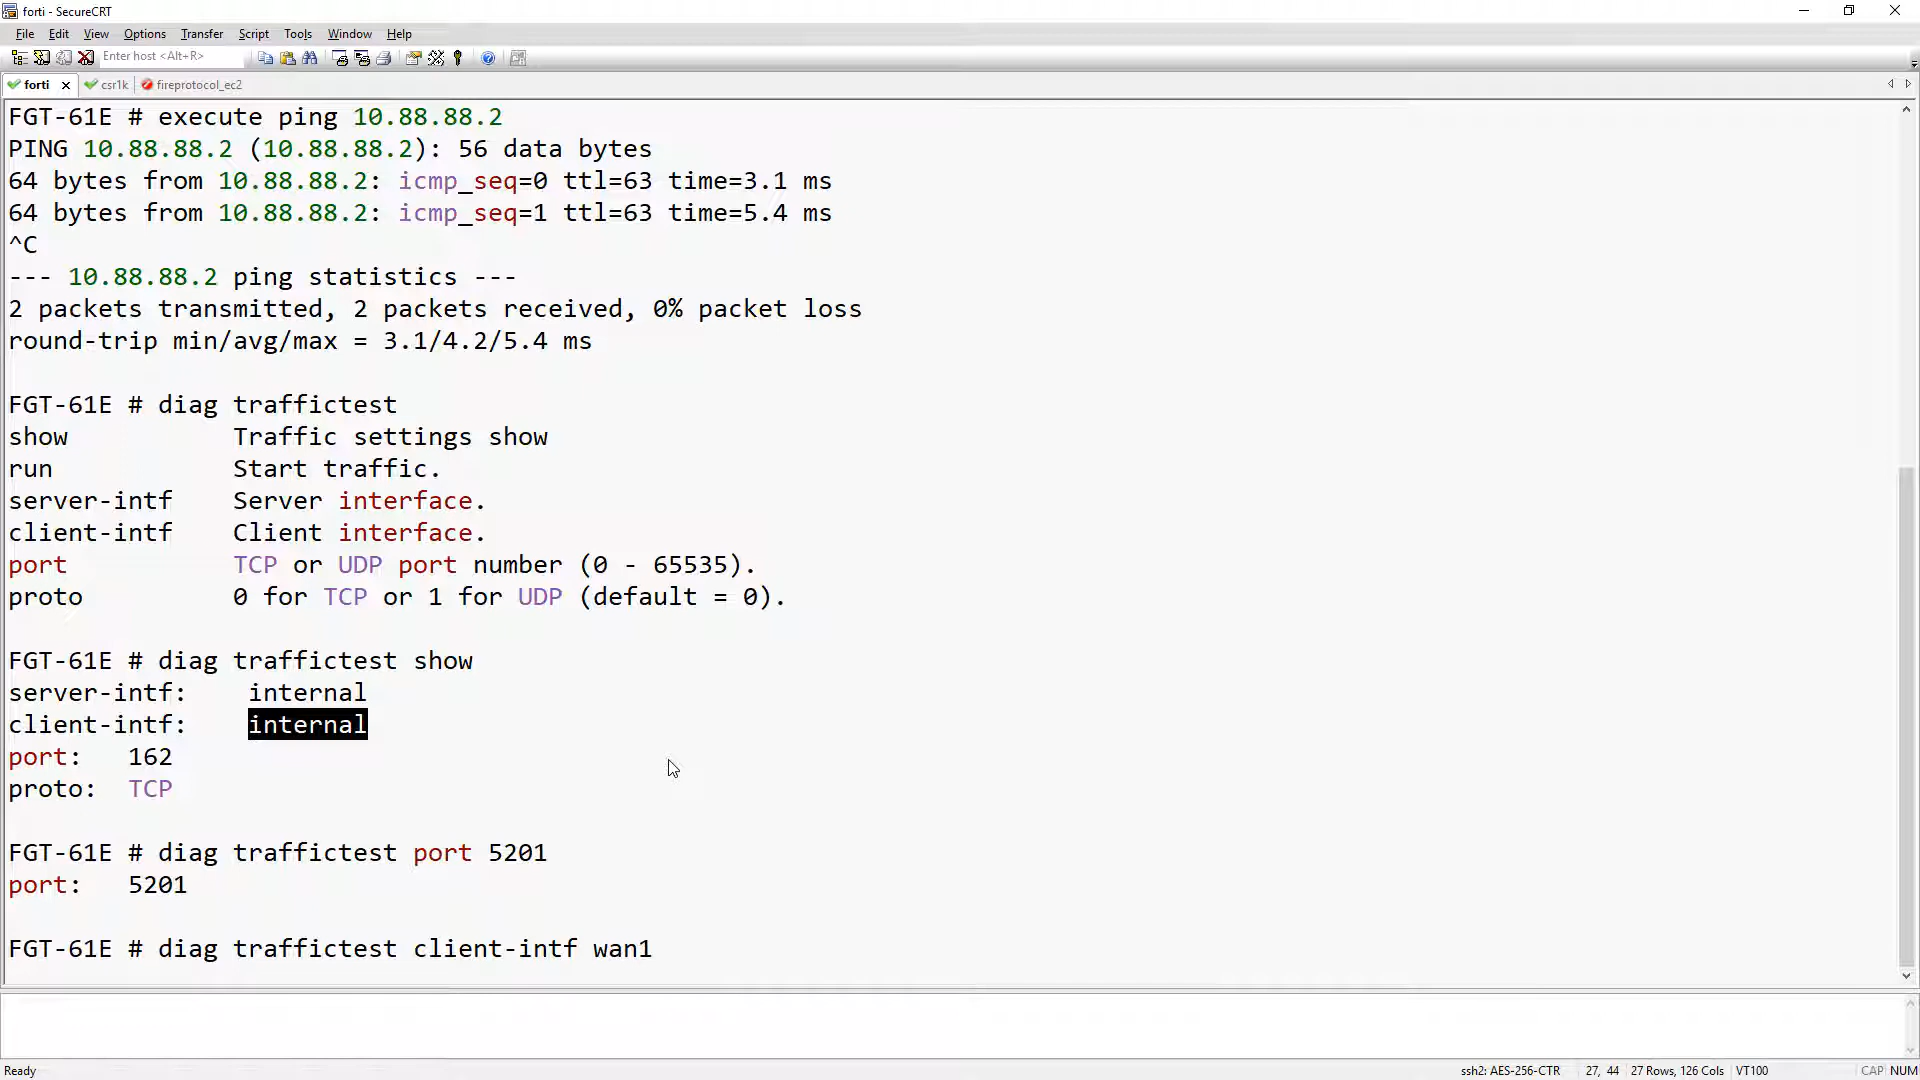 forti - SecureCRT
File Edit View Options Transfer Script Tools Window Help
Enter host <Alt+R>
forti csr1k fireprotocol_ec2
FGT-61E # execute ping 10.88.88.2
PING 10.88.88.2 (10.88.88.2): 56 data bytes
64 bytes from 10.88.88.2: icmp_seq=0 ttl=63 time=3.1 ms
64 bytes from 10.88.88.2: icmp_seq=1 ttl=63 time=5.4 ms
^C
--- 10.88.88.2 ping statistics ---
2 packets transmitted, 2 packets received, 0% packet loss
round-trip min/avg/max = 3.1/4.2/5.4 ms
FGT-61E # diag traffictest
show Traffic settings show
run Start traffic.
server-intf Server interface.
client-intf Client interface.
port TCP or UDP port number (0 - 65535).
proto 0 for TCP or 1 for UDP (default = 0).
FGT-61E # diag traffictest show
server-intf: internal
client-intf: internal
port: 162
proto: TCP
FGT-61E # diag traffictest port 5201
port: 5201
FGT-61E # diag traffictest client-intf wan1
Ready ssh2: AES-256-CTR 27, 44 27 Rows, 126 Cols VT100 CAP NUM